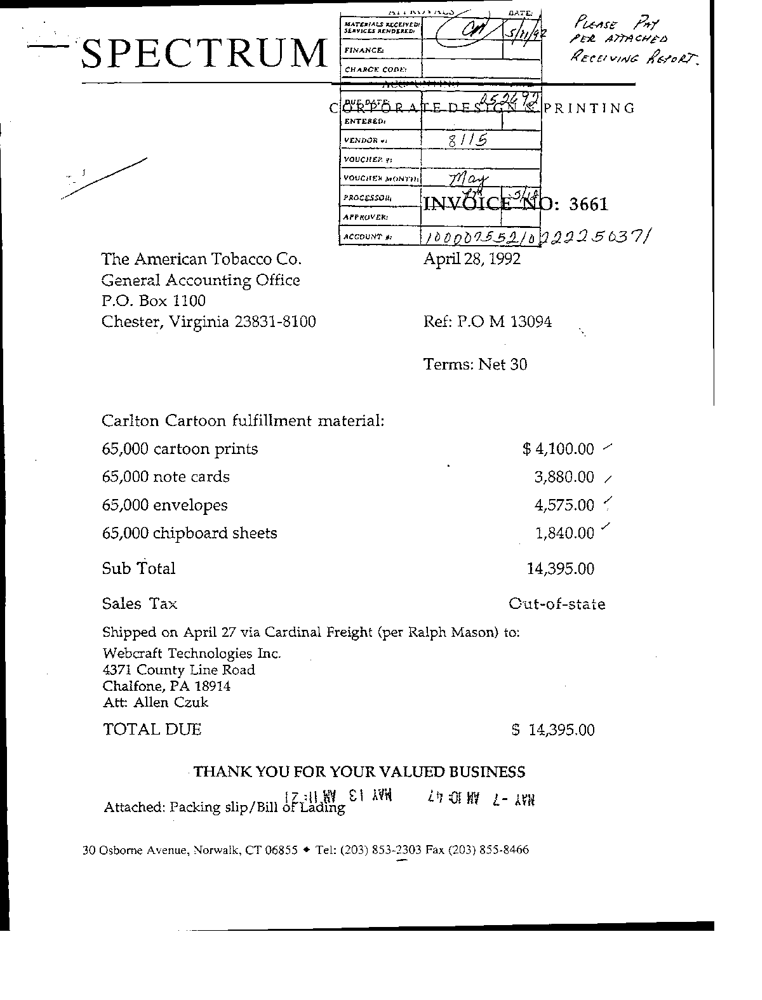 APPROVALS DATE:
MATERIALS RECEIVED/
SERVICES RENDERED: 5/11/92
PLEASE PAY
PER ATTACHED
RECEIVING REPORT.
SPECTRUM
FINANCE:
CHARGE CODE:
ACCOUNTING
DUE DATE: 052692
CORPORATE DESIGN & PRINTING
ENTERED:
VENDOR #: 8115
VOUCHER #:
VOUCHER MONTH: May
PROCESSOR: 5/18
INVOICE NO: 3661
APPROVER:
ACCOUNT #:
The American Tobacco Co. April 28, 1992
General Accounting Office
P.O. Box 1100
Chester, Virginia 23831-8100 Ref: P.O M 13094
Terms: Net 30
Carlton Cartoon fulfillment material:
65,000 cartoon prints $ 4,100.00
65,000 note cards 3,880.00
65,000 envelopes 4,575.00
65,000 chipboard sheets 1,840.00
Sub Total 14,395.00
Sales Tax Out-of-state
Shipped on April 27 via Cardinal Freight (per Ralph Mason) to:
Webcraft Technologies Inc.
4371 County Line Road
Chalfone, PA 18914
Att: Allen Czuk
TOTAL DUE $ 14,395.00
THANK YOU FOR YOUR VALUED BUSINESS
MAY 13 AM 11:21 MAY -7 AM 10:47
Attached: Packing slip/Bill of Lading
30 Osborne Avenue, Norwalk, CT 06855 ◆ Tel: (203) 853-2303 Fax (203) 855-8466